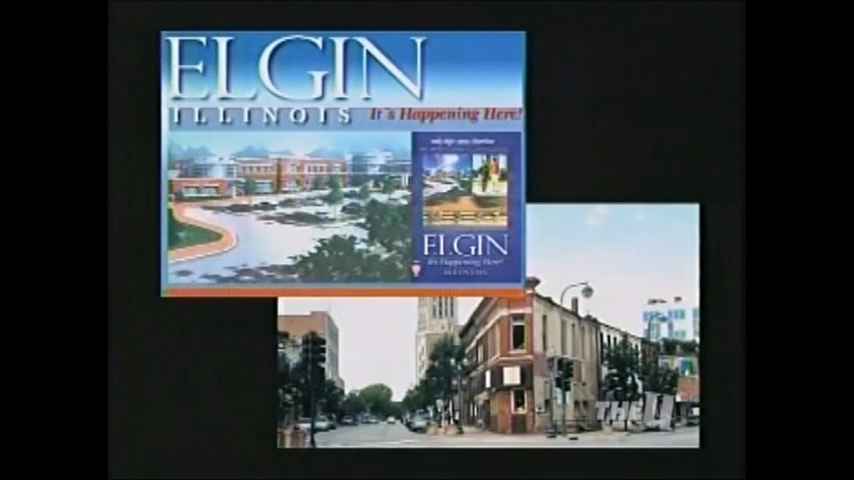 ELGIN
ILLINOIS It's Happening Here!
ELGIN
It's Happening Here!
ILLINOIS
THE U